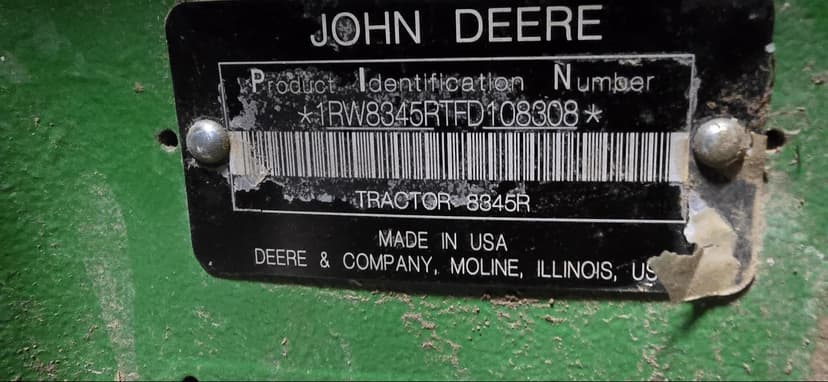 JOHN DEERE
Product Identification Number
*1RW8345RTFD108308*
TRACTOR 8345R
MADE IN USA
DEERE & COMPANY, MOLINE, ILLINOIS, US